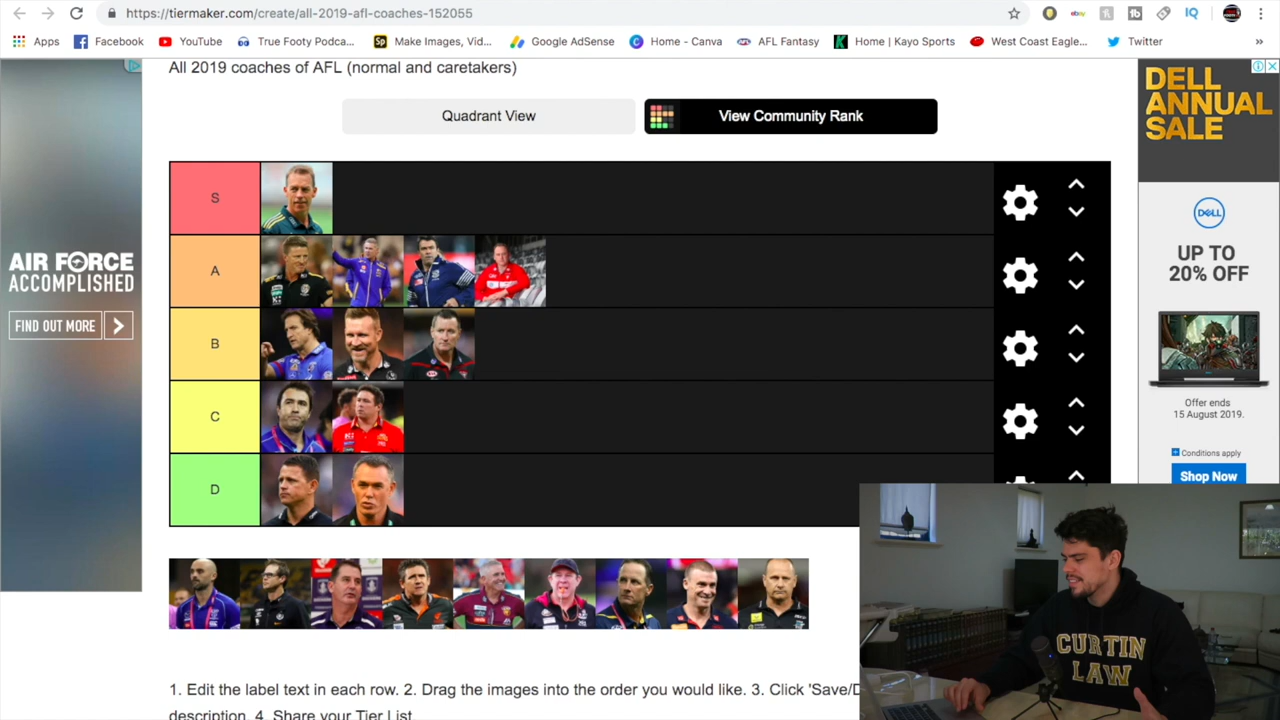 https://tiermaker.com/create/all-2019-afl-coaches-152055
Apps Facebook YouTube True Footy Podca... Make Images, Vid... Google AdSense Home - Canva AFL Fantasy Home | Kayo Sports West Coast Eagle... Twitter »
All 2019 coaches of AFL (normal and caretakers)
Quadrant View
View Community Rank
S
A
B
C
D
AIR FORCE
ACCOMPLISHED
FIND OUT MORE
DELL
ANNUAL
SALE
DELL
UP TO
20% OFF
Offer ends
15 August 2019.
Conditions apply
Shop Now
CURTIN
LAW
1. Edit the label text in each row. 2. Drag the images into the order you would like. 3. Click 'Save/D
description. 4. Share your Tier List.